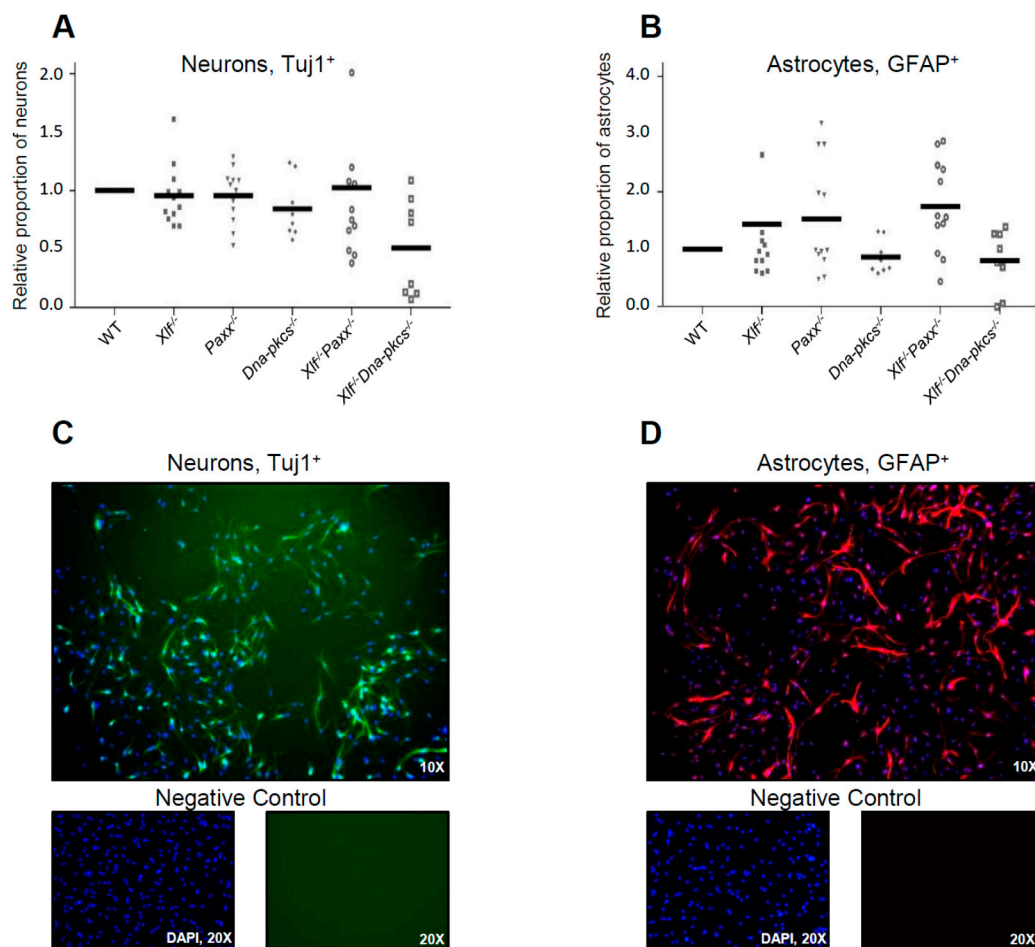 A
Neurons, Tuj1⁺
Relative proportion of neurons
2.0
1.5
1.0
0.5
0.0
WT
Xlf⁻/⁻
Paxx⁻/⁻
Dna-pkcs⁻/⁻
Xlf⁻/⁻Paxx⁻/⁻
Xlf⁻/⁻Dna-pkcs⁻/⁻
B
Astrocytes, GFAP⁺
Relative proportion of astrocytes
4.0
3.0
2.0
1.0
0.0
WT
Xlf⁻/⁻
Paxx⁻/⁻
Dna-pkcs⁻/⁻
Xlf⁻/⁻Paxx⁻/⁻
Xlf⁻/⁻Dna-pkcs⁻/⁻
C
Neurons, Tuj1⁺
10X
Negative Control
DAPI, 20X
20X
D
Astrocytes, GFAP⁺
10X
Negative Control
DAPI, 20X
20X